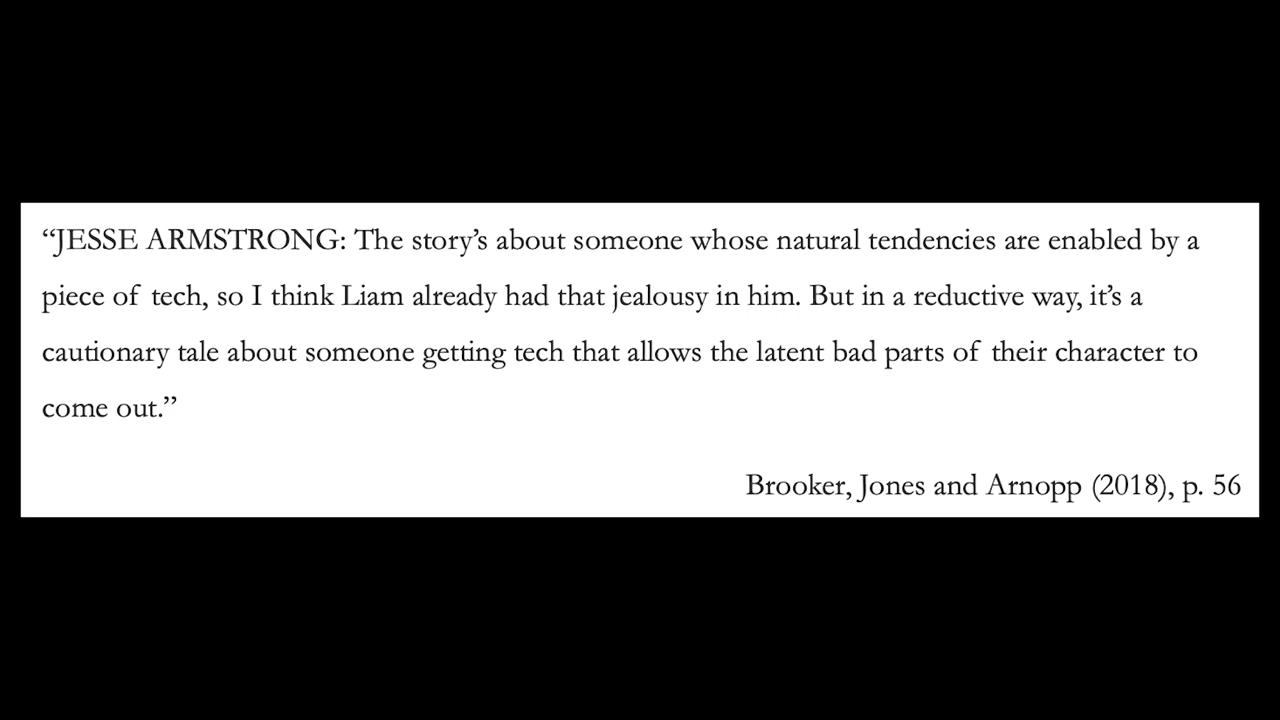 “JESSE ARMSTRONG: The story’s about someone whose natural tendencies are enabled by a
piece of tech, so I think Liam already had that jealousy in him. But in a reductive way, it’s a
cautionary tale about someone getting tech that allows the latent bad parts of their character to
come out.”
Brooker, Jones and Arnopp (2018), p. 56